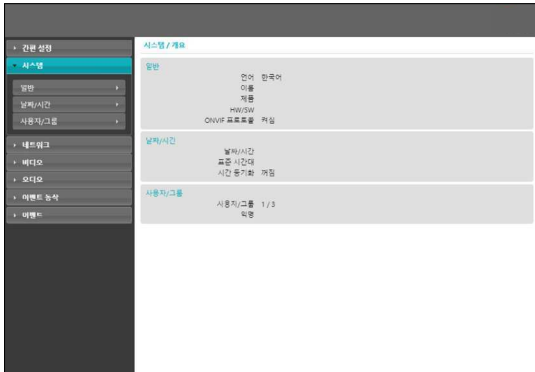 간편 설정
시스템
일반
날짜/시간
사용자/그룹
네트워크
비디오
오디오
이벤트 동작
이벤트
시스템 / 개요
일반
언어 한국어
이름
제품
HW/SW
ONVIF 프로토콜 켜짐
날짜/시간
날짜/시간
표준 시간대
시간 동기화 꺼짐
사용자/그룹
사용자/그룹 1 / 3
익명